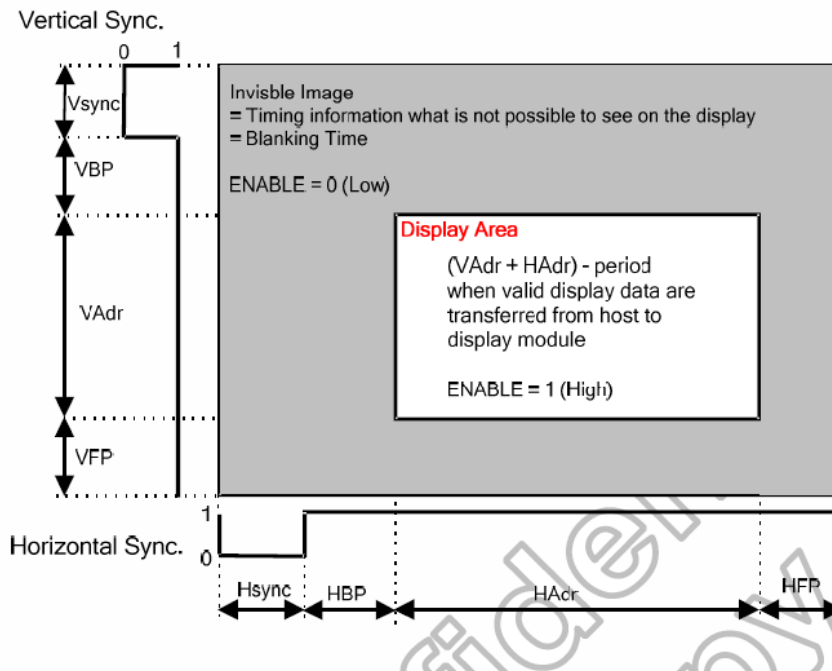 Vertical Sync.
0 1
Vsync
VBP
VAdr
VFP
Invisble Image
= Timing information what is not possible to see on the display
= Blanking Time
ENABLE = 0 (Low)
Display Area
(VAdr + HAdr) - period
when valid display data are
transferred from host to
display module
ENABLE = 1 (High)
Horizontal Sync.
1
0
Hsync HBP HAdr HFP